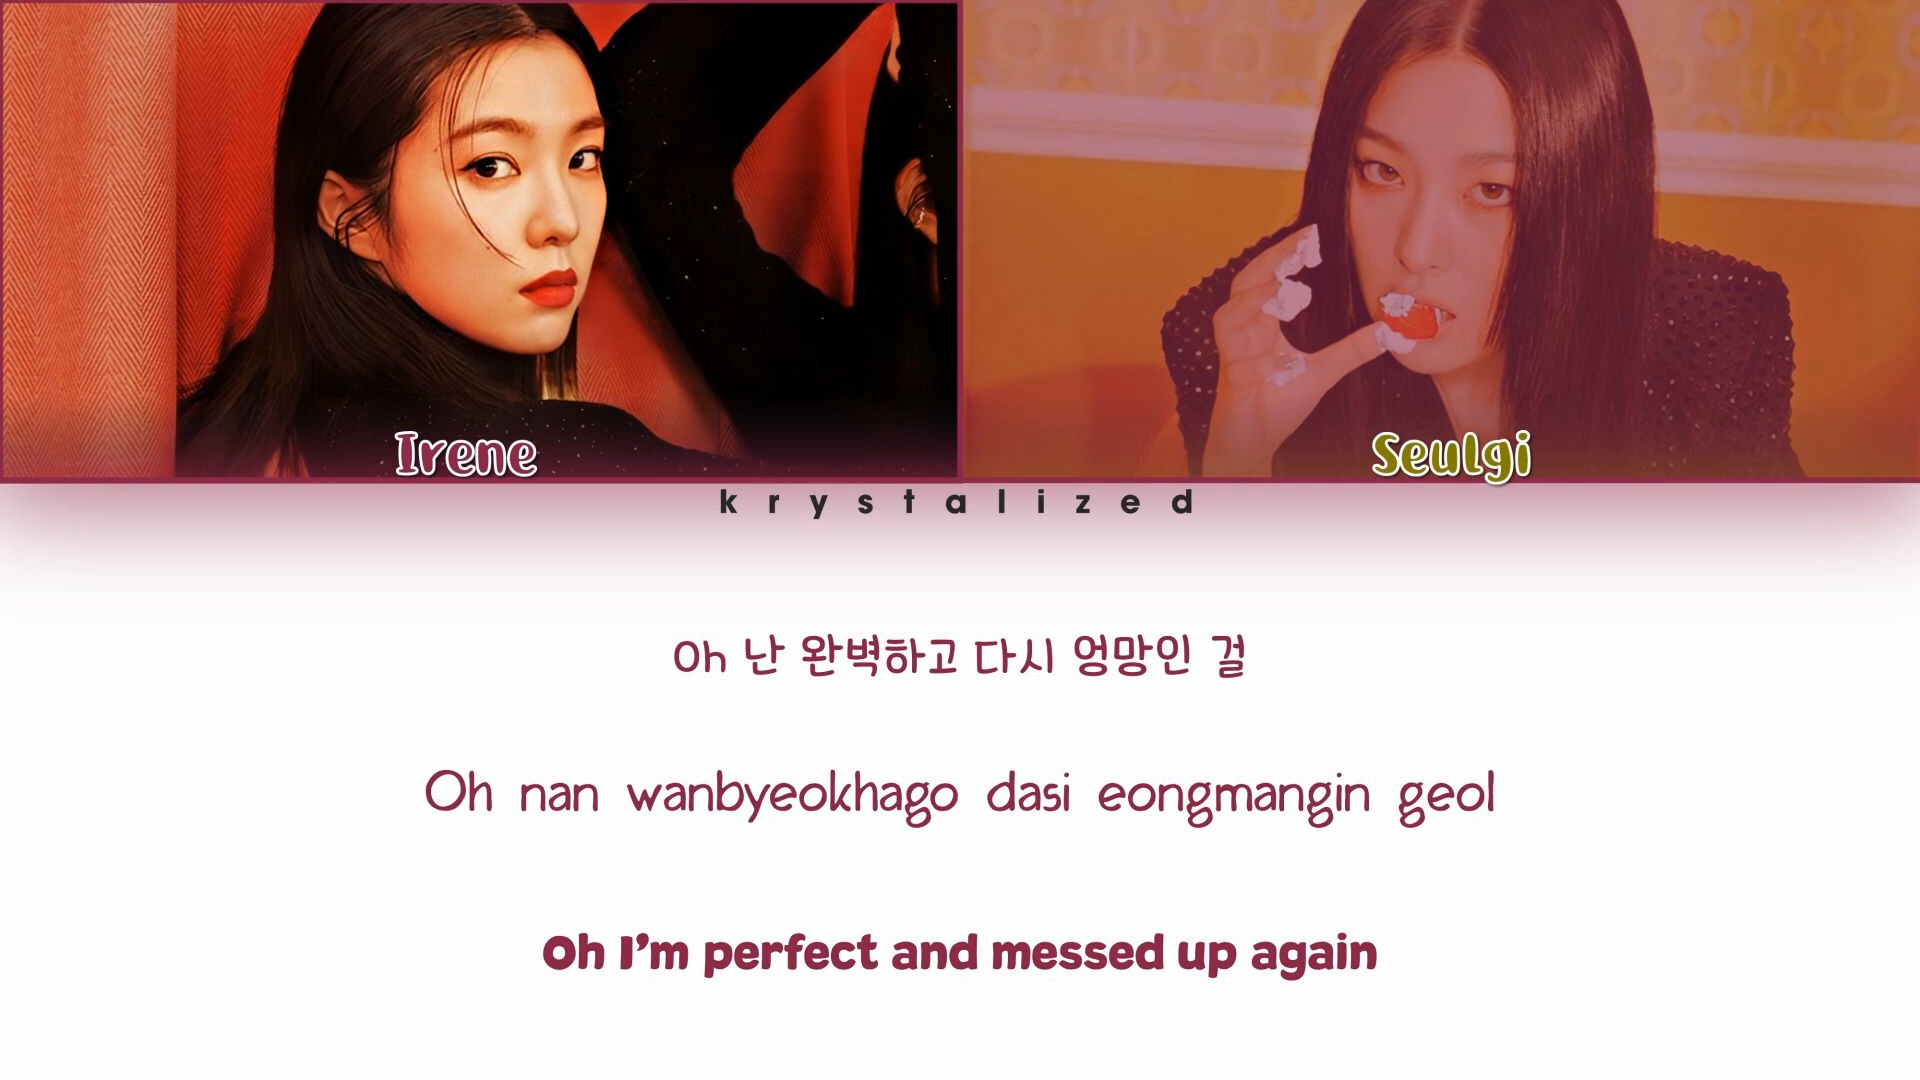 Irene
Seulgi
krystalized
Oh 난 완벽하고 다시 엉망인 걸
Oh nan wanbyeokhago dasi eongmangin geol
Oh I'm perfect and messed up again